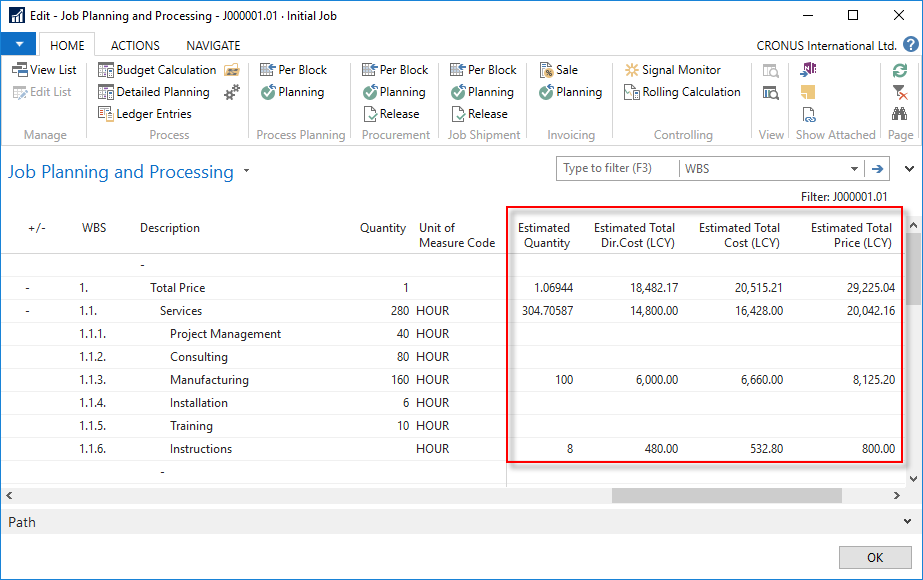 Edit - Job Planning and Processing - J000001.01 · Initial Job
HOME ACTIONS NAVIGATE CRONUS International Ltd. ?
View List Budget Calculation Per Block Per Block Per Block Sale Signal Monitor
Edit List Detailed Planning Planning Planning Planning Planning Rolling Calculation
Ledger Entries Release Release
Manage Process Process Planning Procurement Job Shipment Invoicing Controlling View Show Attached Page
Job Planning and Processing Type to filter (F3) WBS
Filter: J000001.01
+/- WBS Description Quantity Unit of Estimated Estimated Total Estimated Total Estimated Total
Measure Code Quantity Dir.Cost (LCY) Cost (LCY) Price (LCY)
-
- 1. Total Price 1 1.06944 18,482.17 20,515.21 29,225.04
- 1.1. Services 280 HOUR 304.70587 14,800.00 16,428.00 20,042.16
1.1.1. Project Management 40 HOUR
1.1.2. Consulting 80 HOUR
1.1.3. Manufacturing 160 HOUR 100 6,000.00 6,660.00 8,125.20
1.1.4. Installation 6 HOUR
1.1.5. Training 10 HOUR
1.1.6. Instructions HOUR 8 480.00 532.80 800.00
-
Path
OK